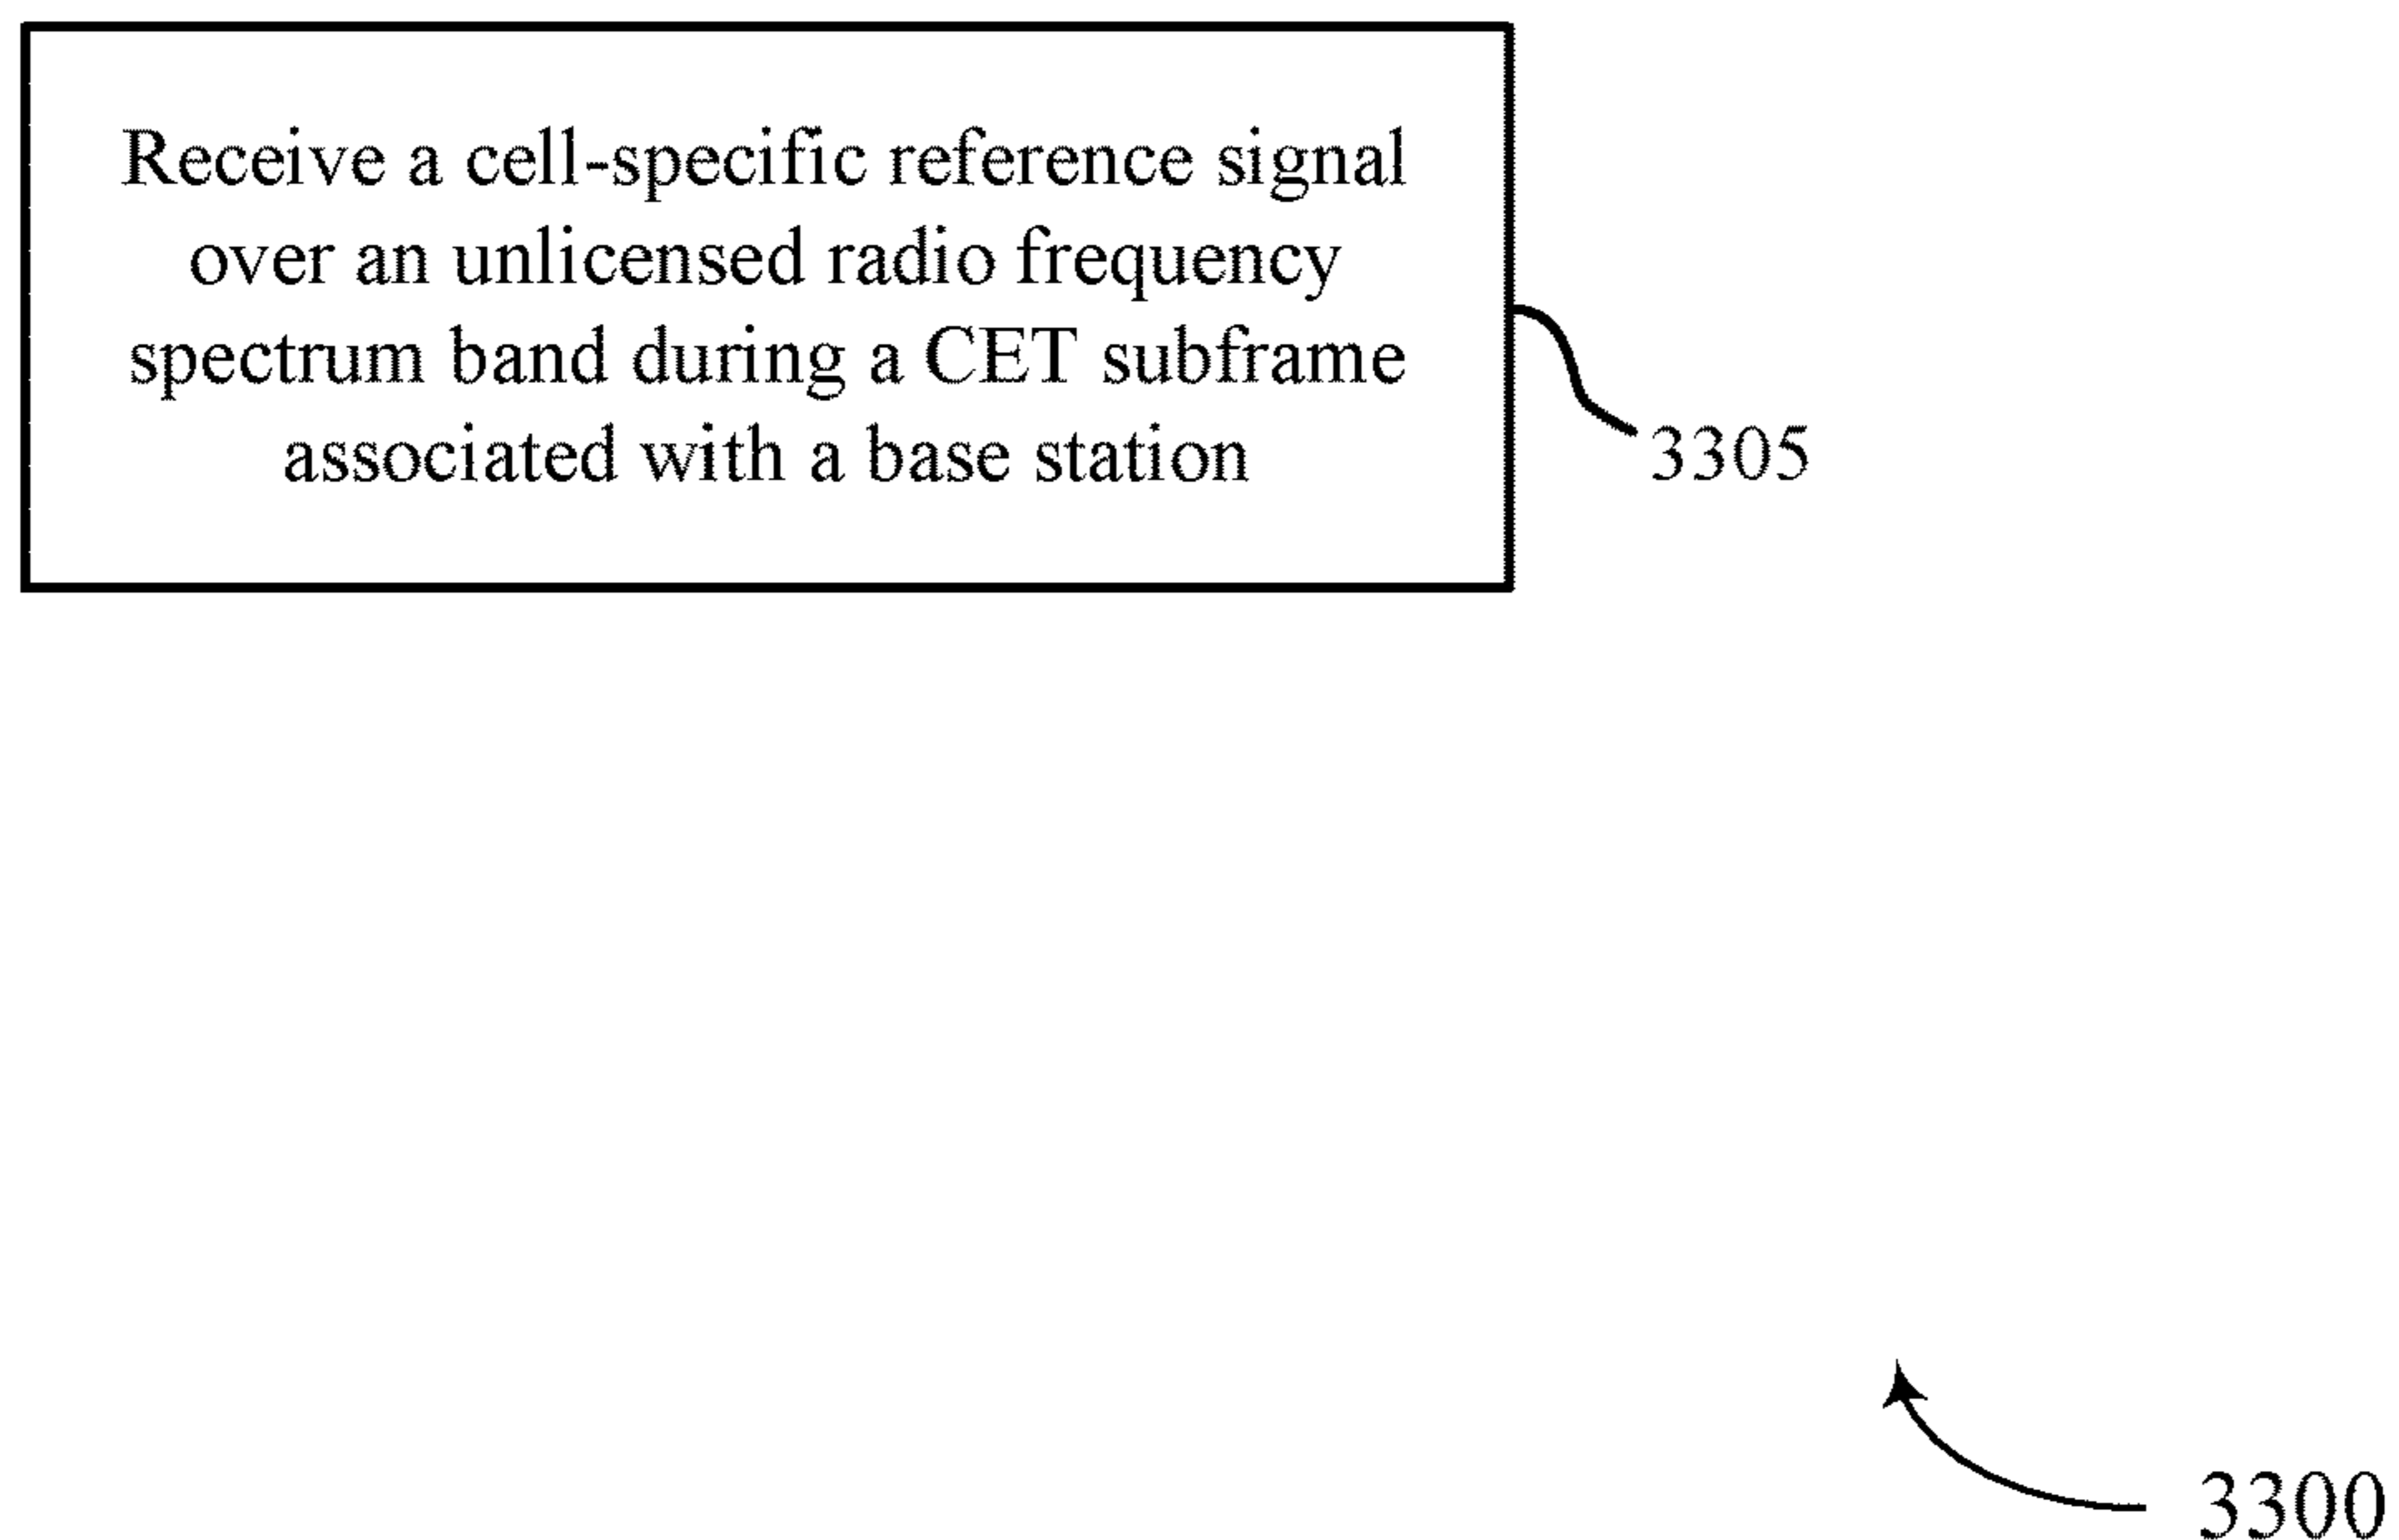 Receive a cell-specific reference signal
over an unlicensed radio frequency
spectrum band during a CET subframe
associated with a base station
3305
3300